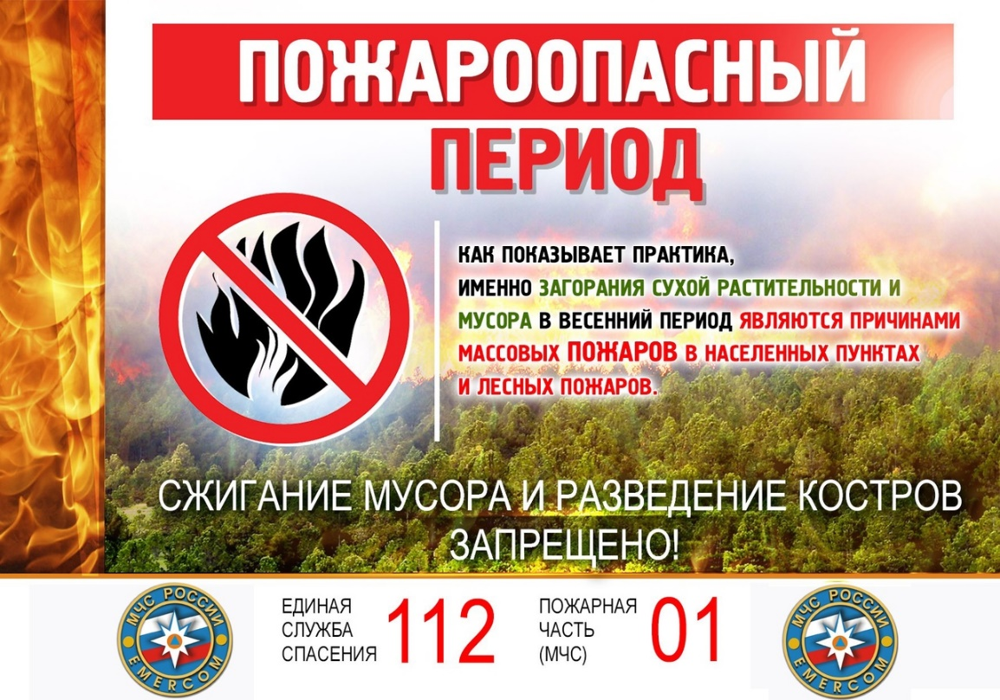 ПОЖАРООПАСНЫЙ
ПЕРИОД
КАК ПОКАЗЫВАЕТ ПРАКТИКА,
ИМЕННО ЗАГОРАНИЯ СУХОЙ РАСТИТЕЛЬНОСТИ И
МУСОРА В ВЕСЕННИЙ ПЕРИОД ЯВЛЯЮТСЯ ПРИЧИНАМИ
МАССОВЫХ ПОЖАРОВ В НАСЕЛЕННЫХ ПУНКТАХ
И ЛЕСНЫХ ПОЖАРОВ.
СЖИГАНИЕ МУСОРА И РАЗВЕДЕНИЕ КОСТРОВ
ЗАПРЕЩЕНО!
МЧС РОССИИ
EMERCOM
ЕДИНАЯ
СЛУЖБА
СПАСЕНИЯ
112
ПОЖАРНАЯ
ЧАСТЬ
(МЧС)
01
МЧС РОССИИ
EMERCOM